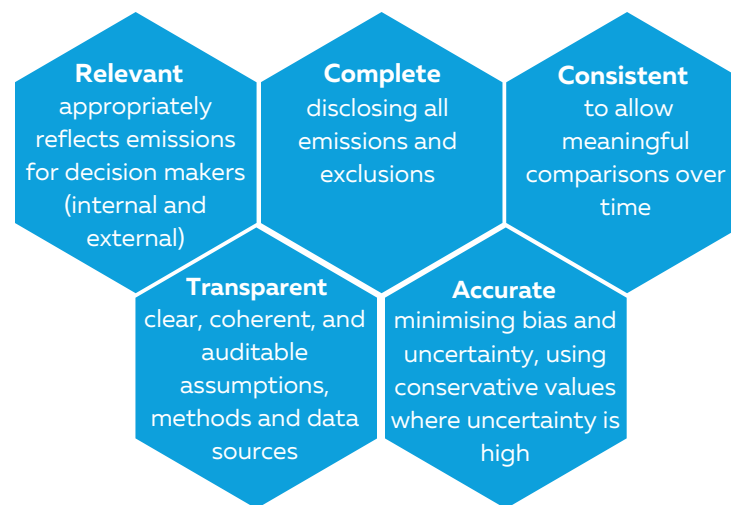 Relevant
appropriately
reflects emissions
for decision makers
(internal and
external)
Complete
disclosing all
emissions and
exclusions
Consistent
to allow
meaningful
comparisons over
time
Transparent
clear, coherent, and
auditable
assumptions,
methods and data
sources
Accurate
minimising bias and
uncertainty, using
conservative values
where uncertainty is
high